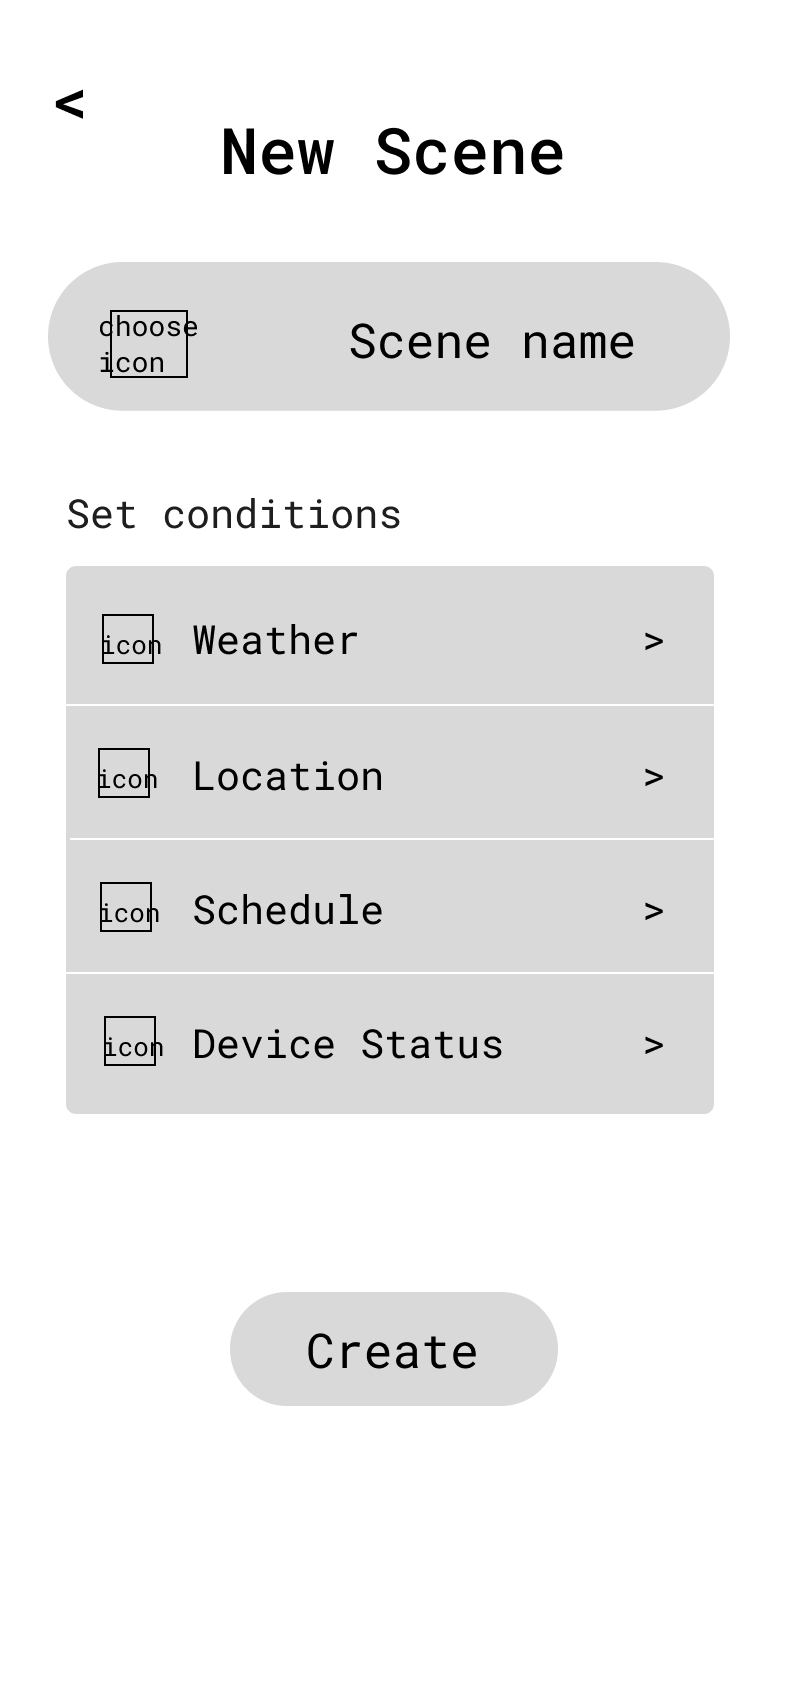 <
New Scene
choose
icon
Scene name
Set conditions
icon Weather >
icon Location >
icon Schedule >
icon Device Status >
Create